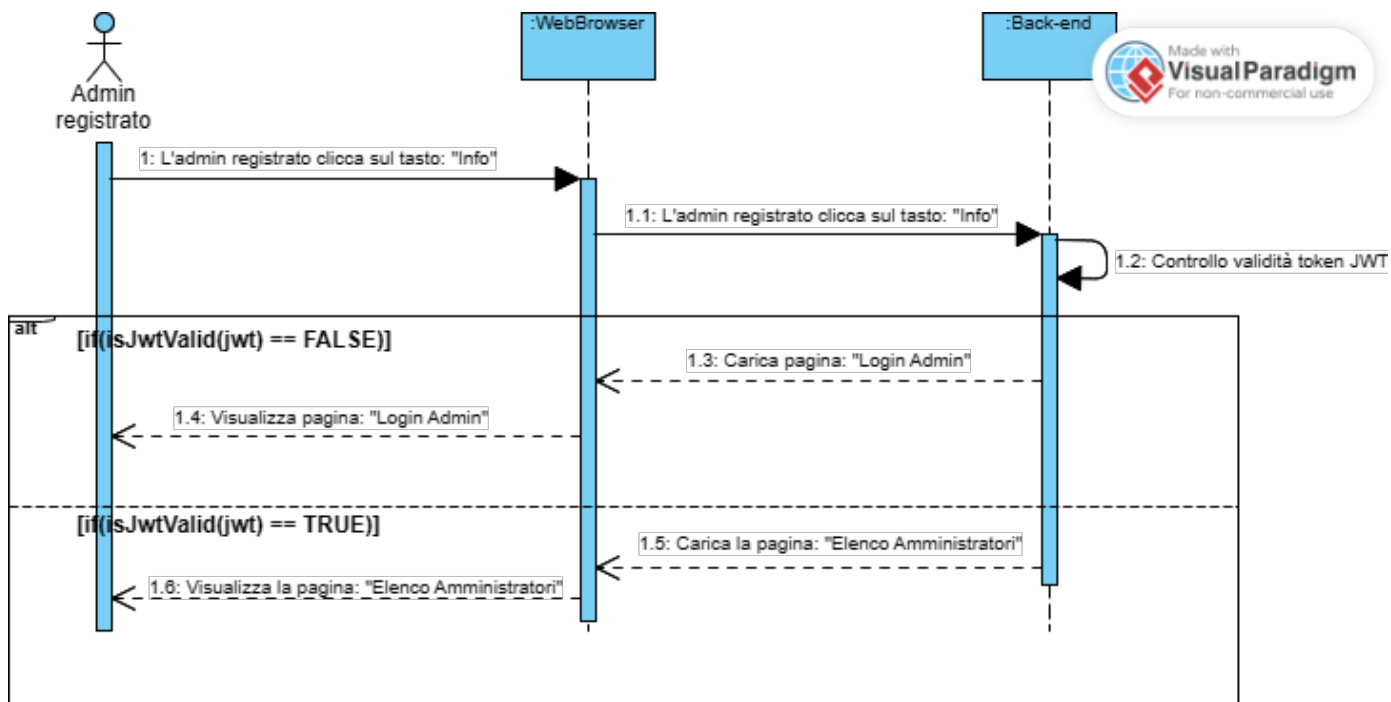 :WebBrowser
:Back-end
Made with
VisualParadigm
For non-commercial use
Admin
registrato
1: L'admin registrato clicca sul tasto: "Info"
1.1: L'admin registrato clicca sul tasto: "Info"
1.2: Controllo validità token JWT
alt
[if(isJwtValid(jwt) == FALSE)]
1.3: Carica pagina: "Login Admin"
1.4: Visualizza pagina: "Login Admin"
[if(isJwtValid(jwt) == TRUE)]
1.5: Carica la pagina: "Elenco Amministratori"
1.6: Visualizza la pagina: "Elenco Amministratori"